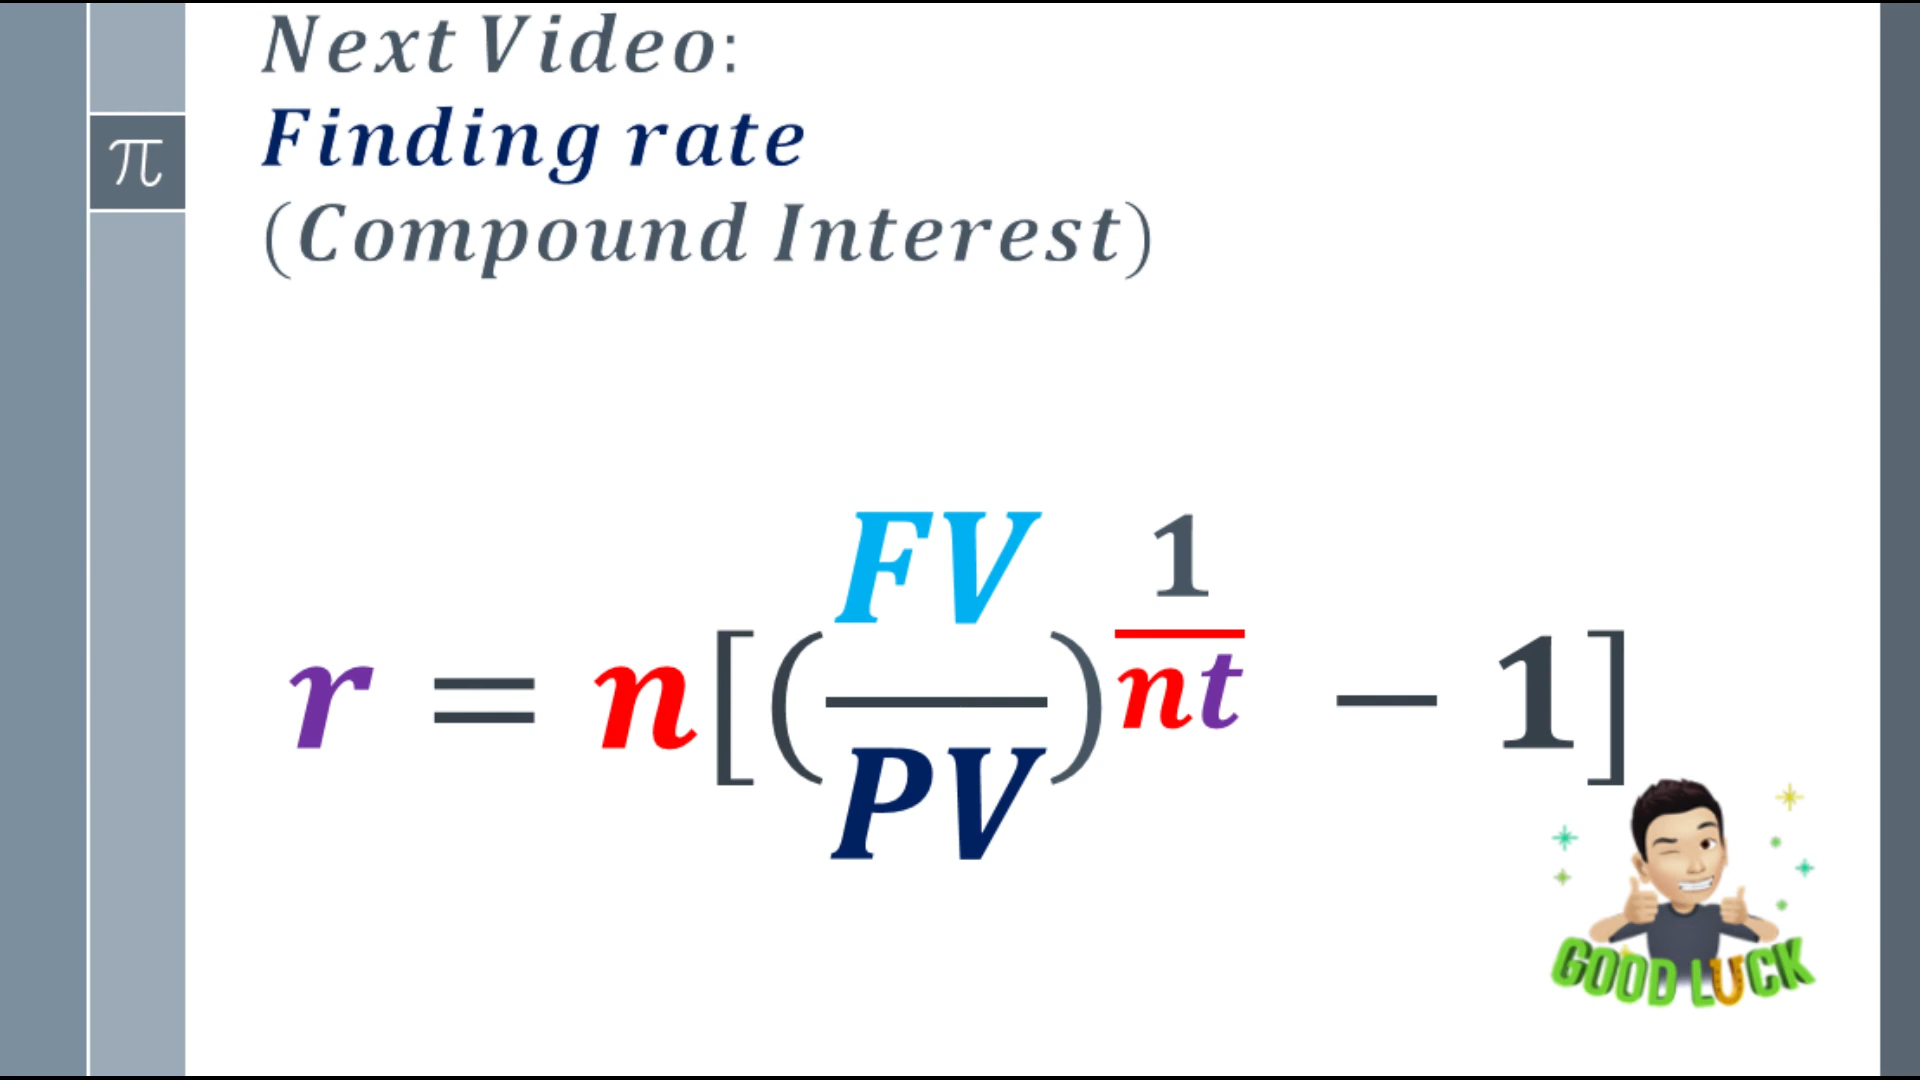 Next Video:
Finding rate
(Compound Interest)
π
r = n[(FV/PV)^(1/nt) − 1]
GOOD LUCK